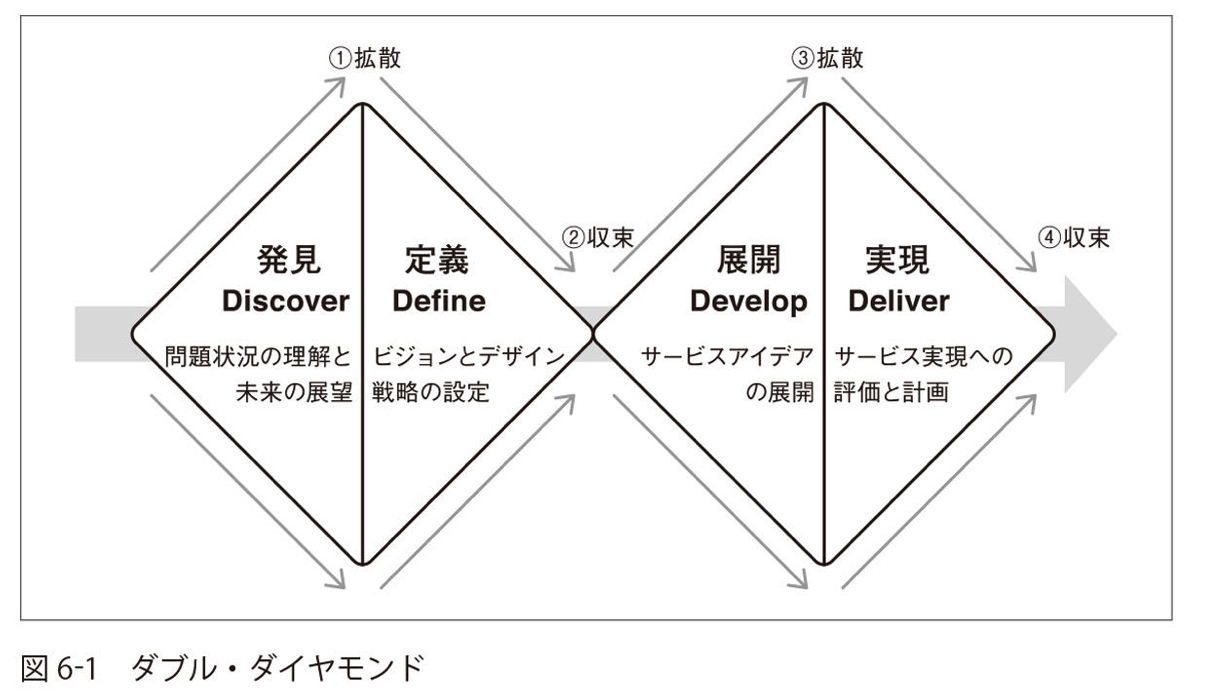 ①拡散
③拡散
②収束
④収束
発見
Discover
問題状況の理解と
未来の展望
定義
Define
ビジョンとデザイン
戦略の設定
展開
Develop
サービスアイデア
の展開
実現
Deliver
サービス実現への
評価と計画
図 6-1　ダブル・ダイヤモンド